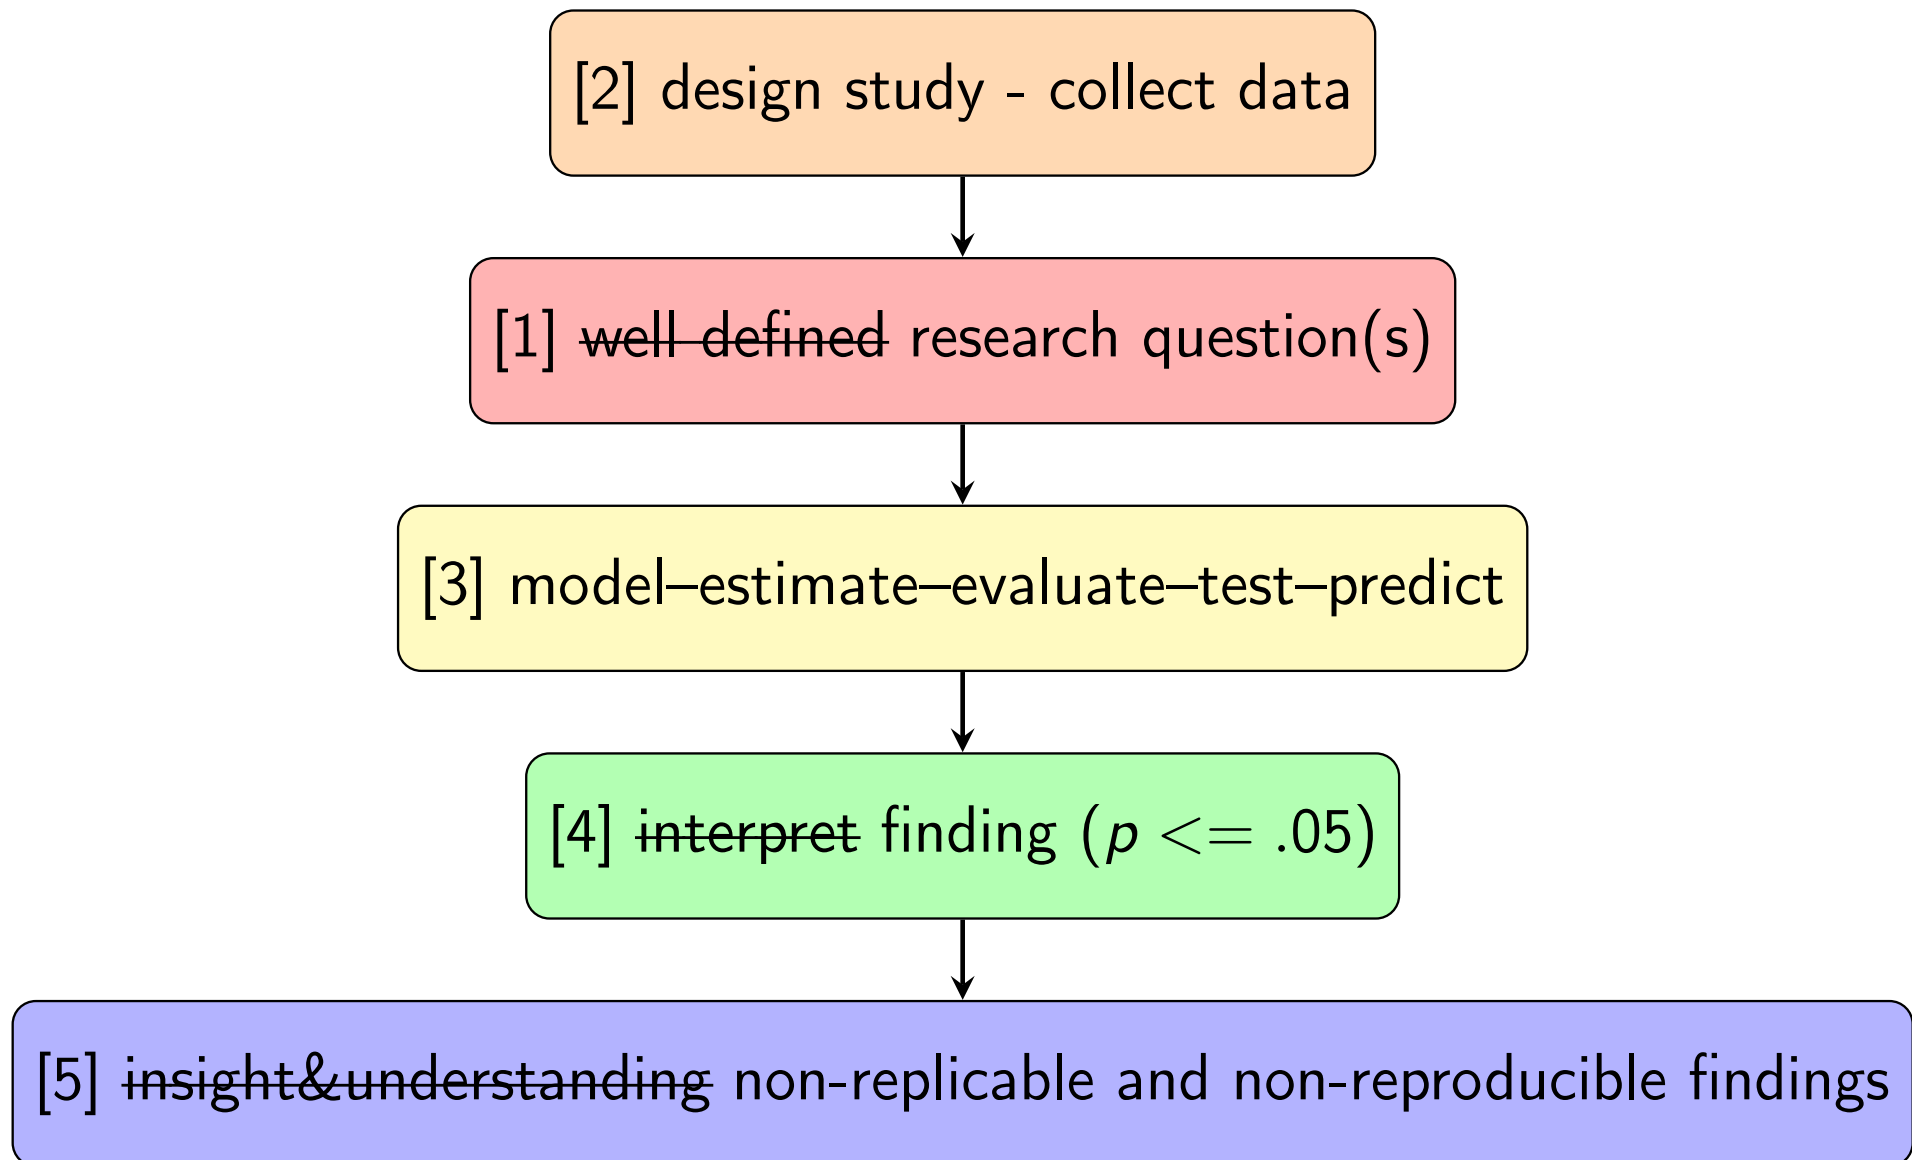 [2] design study - collect data
[1] well defined research question(s)
[3] model–estimate–evaluate–test–predict
[4] interpret finding (p <= .05)
[5] insight&understanding non-replicable and non-reproducible findings